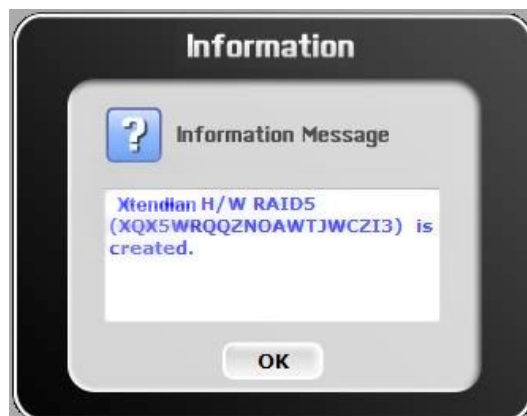 Information
Information Message
Xtendian H/W RAID5
(XQX5WRQQZNOAWTJWCZI3) is
created.
OK